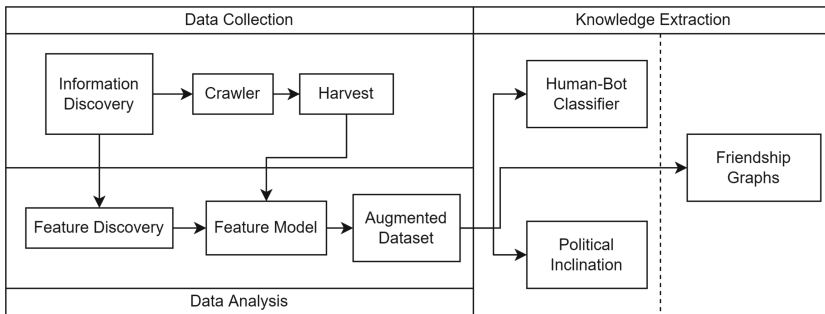 Data Collection
Knowledge Extraction
Information
Discovery
Crawler
Harvest
Human-Bot
Classifier
Friendship
Graphs
Feature Discovery
Feature Model
Augmented
Dataset
Political
Inclination
Data Analysis